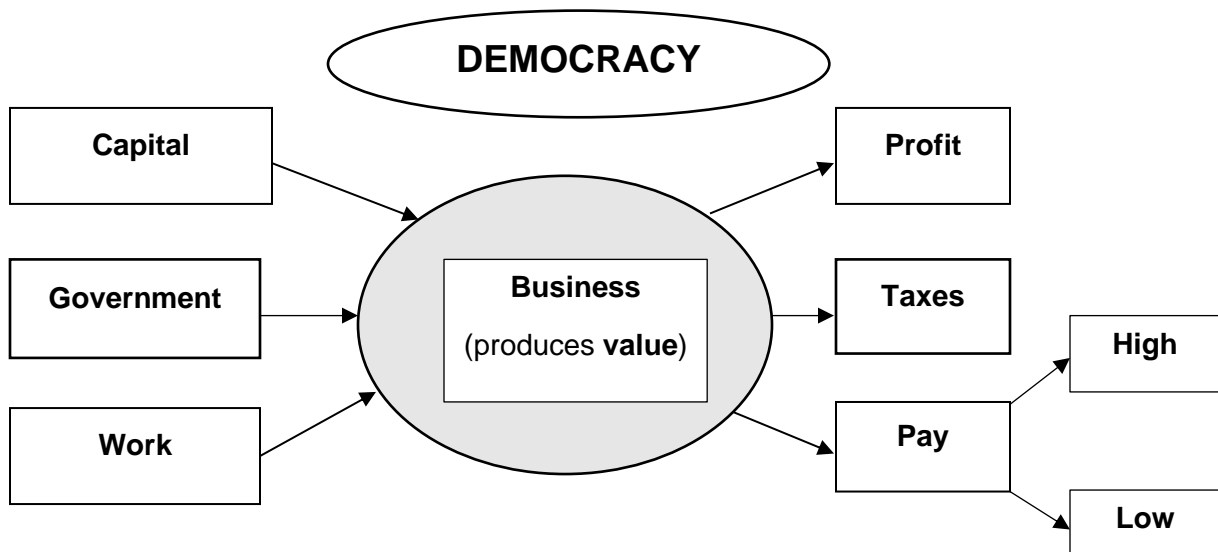 DEMOCRACY
Capital
Profit
Government
Business
(produces value)
Taxes
High
Work
Pay
Low